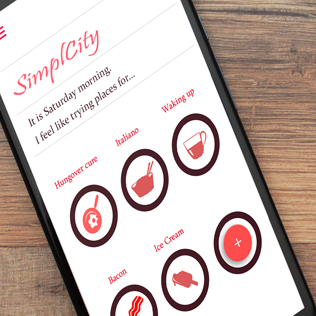 SimplCity
It is Saturday morning.
I feel like trying places for...
Hungover cure
Italiano
Waking up
Bacon
Ice Cream